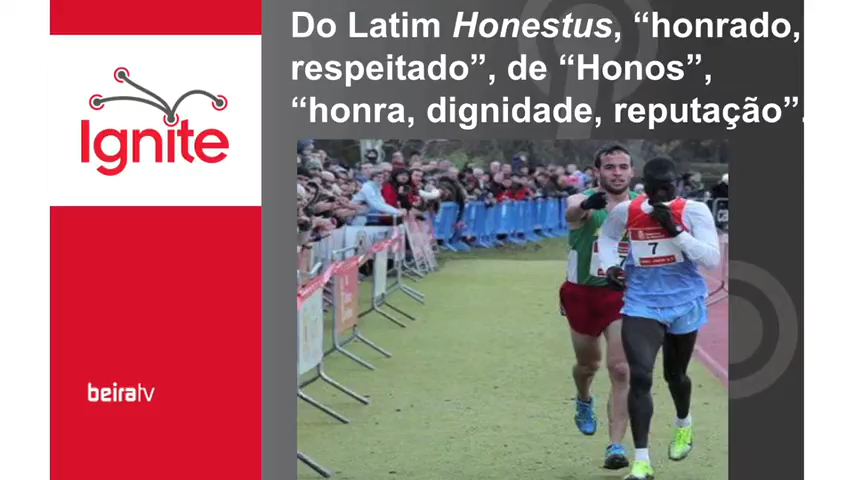 Do Latim Honestus, “honrado,
respeitado”, de “Honos”,
“honra, dignidade, reputação”.
Ignite
beiratv
7